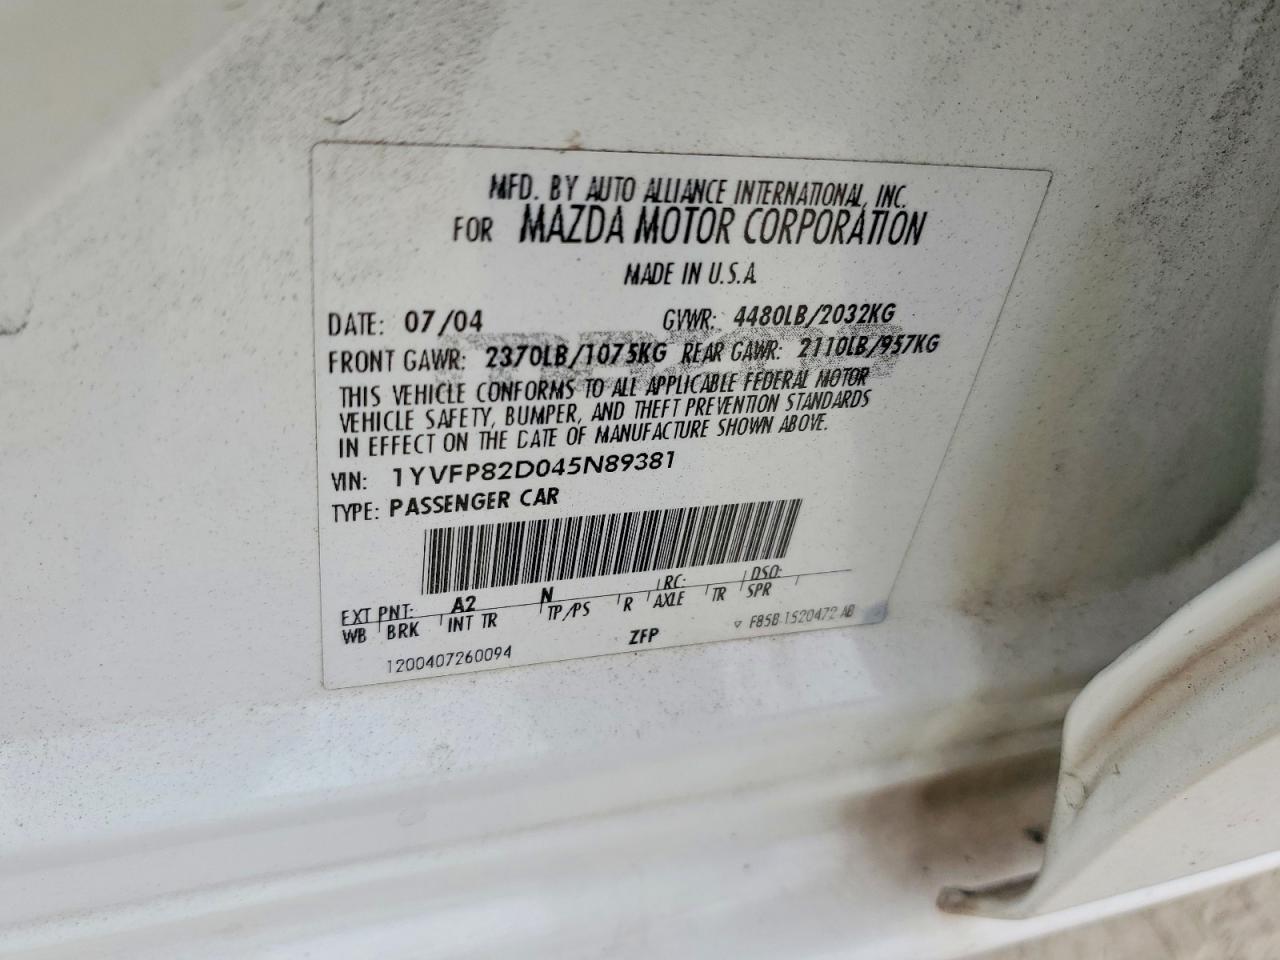 MFD. BY AUTO ALLIANCE INTERNATIONAL, INC.
FOR MAZDA MOTOR CORPORATION
MADE IN U.S.A
DATE: 07/04 GVWR: 4480LB/2032KG
FRONT GAWR: 2370LB/1075KG REAR GAWR: 2110LB/957KG
THIS VEHICLE CONFORMS TO ALL APPLICABLE FEDERAL MOTOR
VEHICLE SAFETY, BUMPER, AND THEFT PREVENTION STANDARDS
IN EFFECT ON THE DATE OF MANUFACTURE SHOWN ABOVE.
VIN: 1YVFP82D045N89381
TYPE: PASSENGER CAR
EXT PNT: A2 N RC: DSO:
WB BRK INT TR TP/PS R AXLE TR SPR
1200407260094 ZFP F85B 1520472 AB